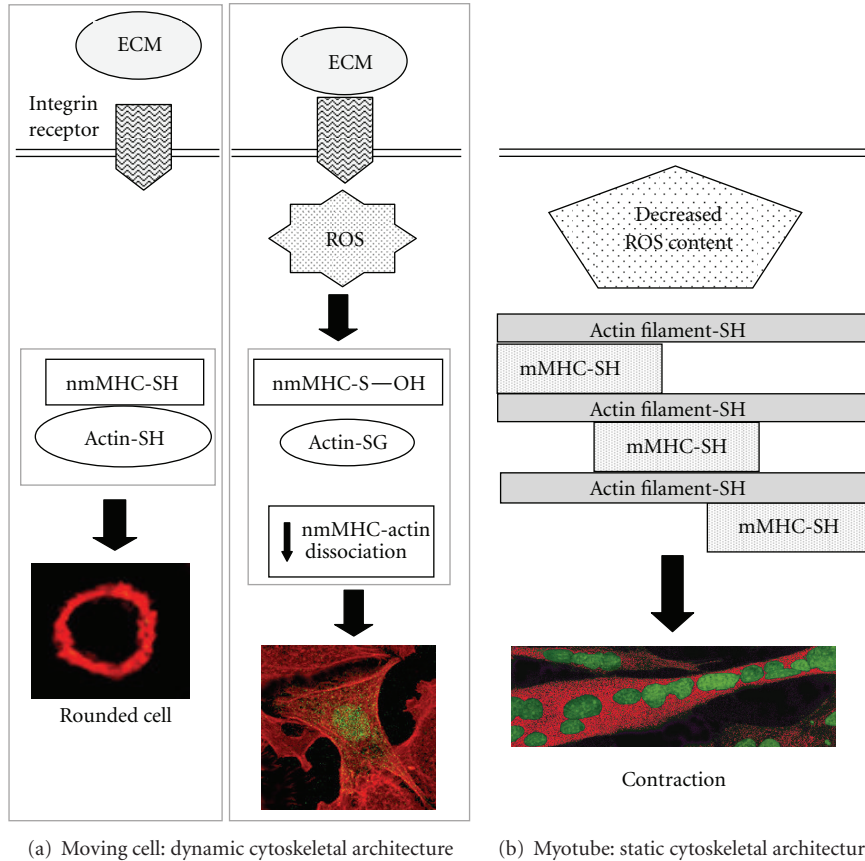 ECM
Integrin
receptor
nmMHC-SH
Actin-SH
Rounded cell
ECM
ROS
nmMHC-S—OH
Actin-SG
nmMHC-actin
dissociation
(a) Moving cell: dynamic cytoskeletal architecture
Decreased
ROS content
Actin filament-SH
mMHC-SH
Actin filament-SH
mMHC-SH
Actin filament-SH
mMHC-SH
Contraction
(b) Myotube: static cytoskeletal architectur